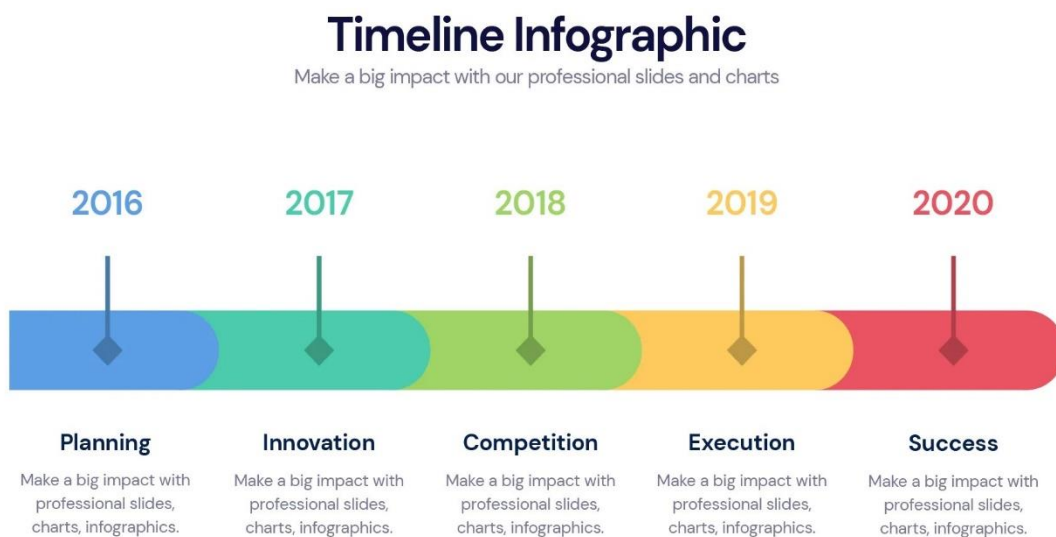 Timeline Infographic
Make a big impact with our professional slides and charts
2016
2017
2018
2019
2020
Planning
Make a big impact with
professional slides,
charts, infographics.
Innovation
Make a big impact with
professional slides,
charts, infographics.
Competition
Make a big impact with
professional slides,
charts, infographics.
Execution
Make a big impact with
professional slides,
charts, infographics.
Success
Make a big impact with
professional slides,
charts, infographics.